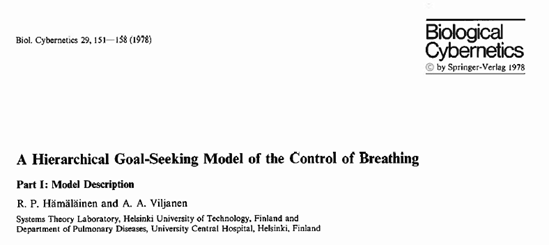 Biol. Cybernetics 29, 151—158 (1978)
Biological
Cybernetics
© by Springer-Verlag 1978
A Hierarchical Goal-Seeking Model of the Control of Breathing
Part I: Model Description
R. P. Hämäläinen and A. A. Viljanen
Systems Theory Laboratory, Helsinki University of Technology, Finland and
Department of Pulmonary Diseases, University Central Hospital, Helsinki, Finland